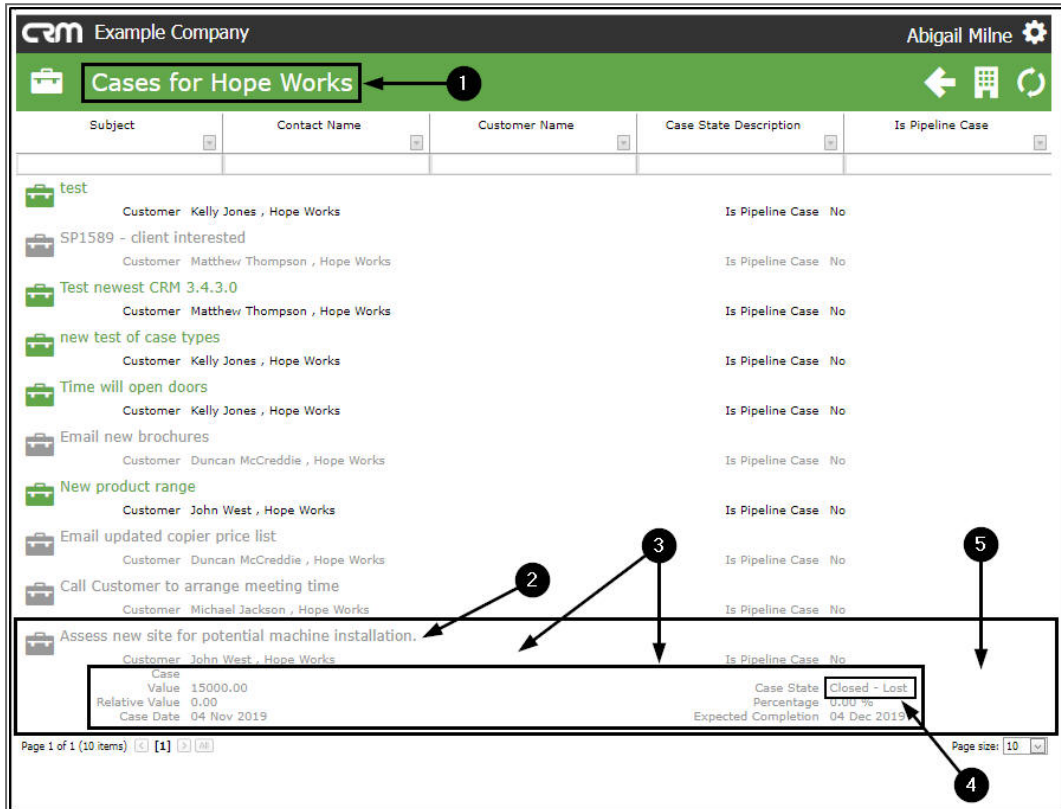 CRM Example Company Abigail Milne
Cases for Hope Works 1
Subject Contact Name Customer Name Case State Description Is Pipeline Case
test
Customer Kelly Jones , Hope Works Is Pipeline Case No
SP1589 - client interested
Customer Matthew Thompson , Hope Works Is Pipeline Case No
Test newest CRM 3.4.3.0
Customer Matthew Thompson , Hope Works Is Pipeline Case No
new test of case types
Customer Kelly Jones , Hope Works Is Pipeline Case No
Time will open doors
Customer Kelly Jones , Hope Works Is Pipeline Case No
Email new brochures
Customer Duncan McCreddie , Hope Works Is Pipeline Case No
New product range
Customer John West , Hope Works Is Pipeline Case No
Email updated copier price list
3 5
Customer Duncan McCreddie , Hope Works Is Pipeline Case No
Call Customer to arrange meeting time
2
Customer Michael Jackson , Hope Works Is Pipeline Case No
Assess new site for potential machine installation.
Customer John West , Hope Works Is Pipeline Case No
Case
Value 15000.00 Case State Closed - Lost
Relative Value 0.00 Percentage 0.00 %
Case Date 04 Nov 2019 Expected Completion 04 Dec 2019
Page 1 of 1 (10 items) [1] All Page size: 10
4